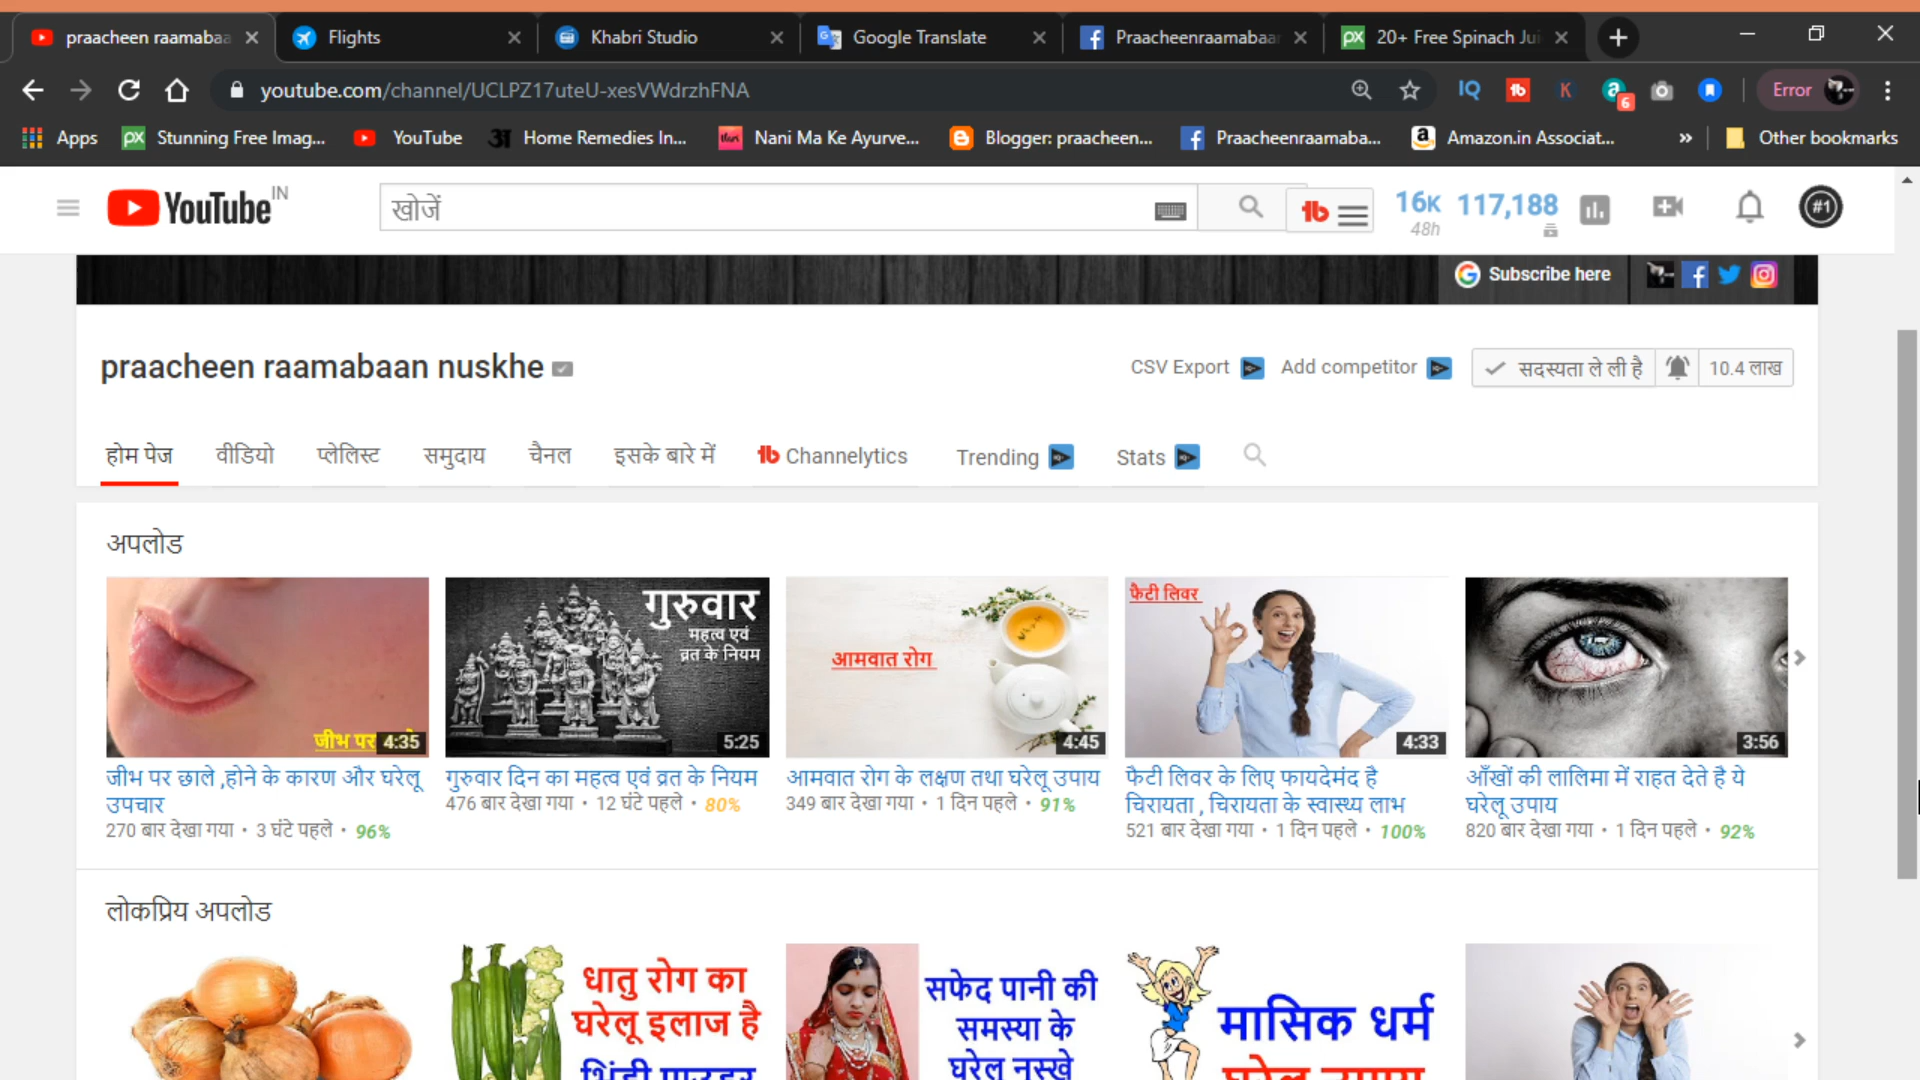 praacheen raamabaa
Flights
Khabri Studio
Google Translate
Praacheenraamabaa
20+ Free Spinach Jui
youtube.com/channel/UCLPZ17uteU-xesVWdrzhFNA
IQ
K
6
Error
Apps
Stunning Free Imag...
YouTube
Home Remedies In...
Nani Ma Ke Ayurve...
Blogger: praacheen...
Praacheenraamaba...
Amazon.in Associat...
»
Other bookmarks
YouTube IN
खोजें
16K
48h
117,188
#1
Subscribe here
praacheen raamabaan nuskhe
CSV Export
Add competitor
सदस्यता ले ली है
10.4 लाख
होम पेज
वीडियो
प्लेलिस्ट
समुदाय
चैनल
इसके बारे में
Channelytics
Trending
Stats
अपलोड
जीभ पर
4:35
गुरुवार
महत्व एवं
व्रत के नियम
5:25
आमवात रोग
4:45
फैटी लिवर
4:33
3:56
जीभ पर छाले ,होने के कारण और घरेलू
उपचार
270 बार देखा गया • 3 घंटे पहले • 96%
गुरुवार दिन का महत्व एवं व्रत के नियम
476 बार देखा गया • 12 घंटे पहले • 80%
आमवात रोग के लक्षण तथा घरेलू उपाय
349 बार देखा गया • 1 दिन पहले • 91%
फैटी लिवर के लिए फायदेमंद है
चिरायता , चिरायता के स्वास्थ्य लाभ
521 बार देखा गया • 1 दिन पहले • 100%
आँखों की लालिमा में राहत देते है ये
घरेलू उपाय
820 बार देखा गया • 1 दिन पहले • 92%
लोकप्रिय अपलोड
धातु रोग का
घरेलू इलाज है
भिंडी पाउडर
सफेद पानी की
समस्या के
घरेलू नुस्खे
मासिक धर्म
घरेलू उपाय